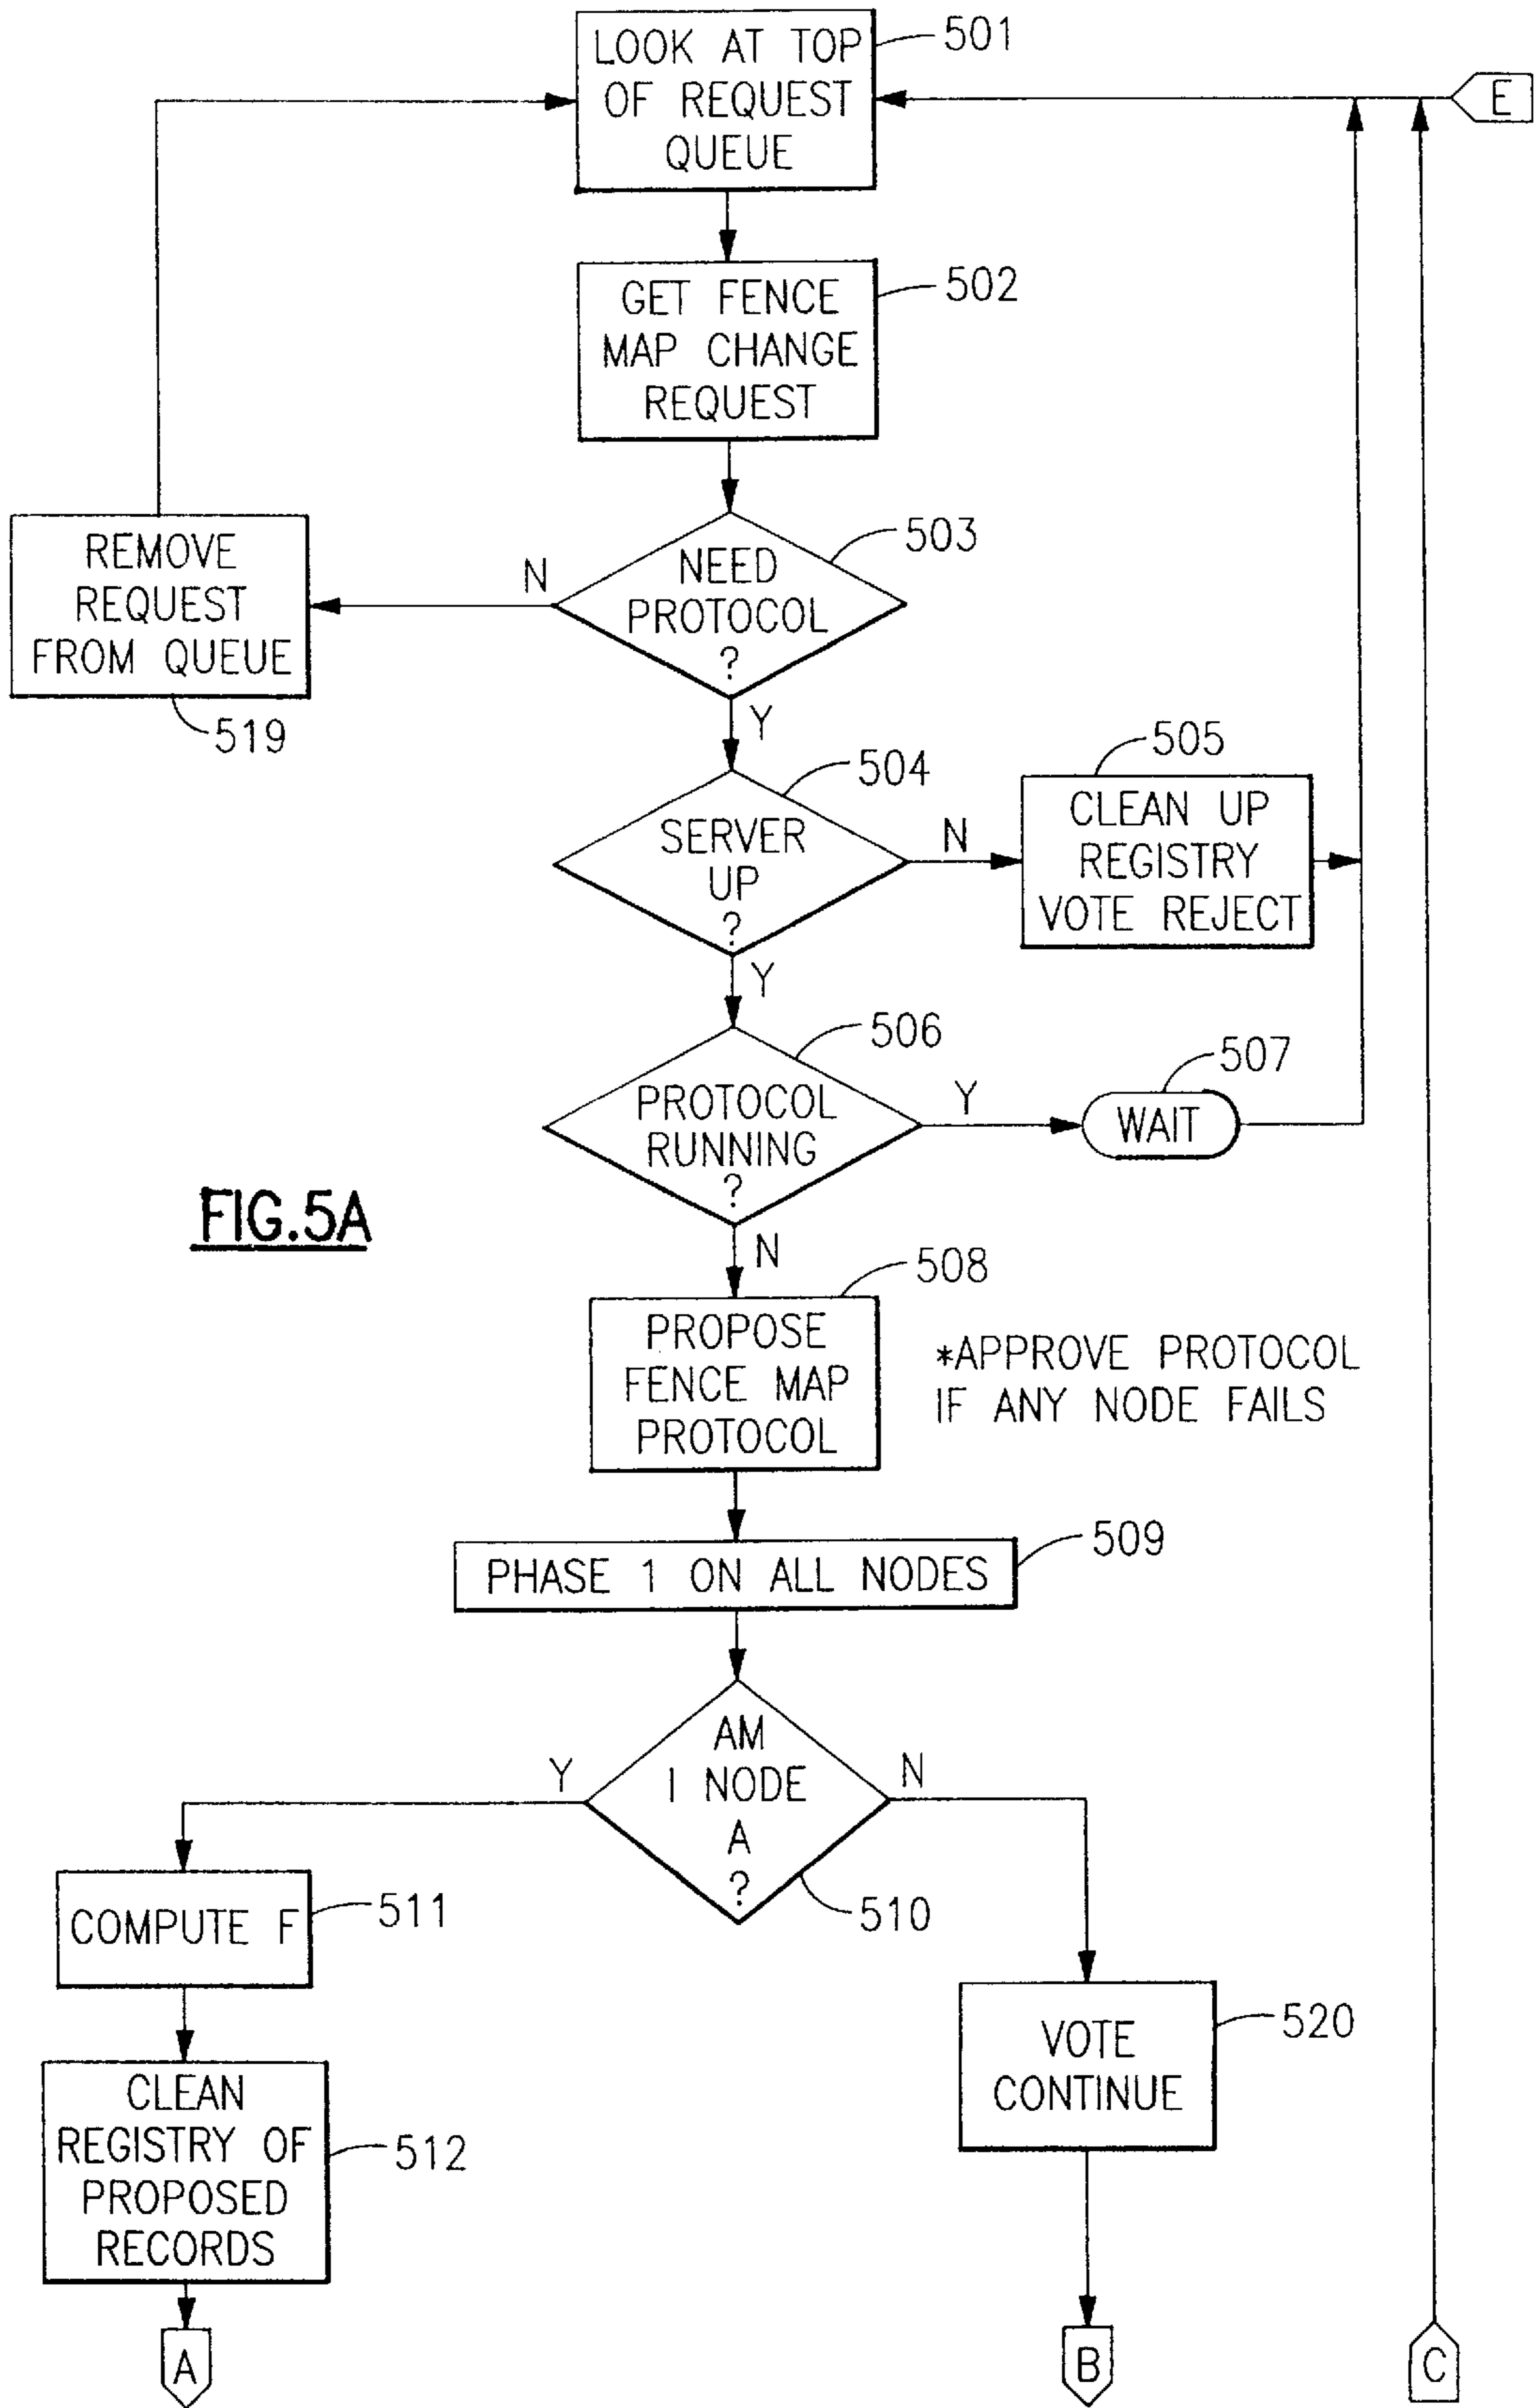 LOOK AT TOP
OF REQUEST
QUEUE
501
E
GET FENCE
MAP CHANGE
REQUEST
502
REMOVE
REQUEST
FROM QUEUE
519
N
NEED
PROTOCOL
?
503
Y
SERVER
UP
?
504
N
CLEAN UP
REGISTRY
VOTE REJECT
505
Y
PROTOCOL
RUNNING
?
506
Y
WAIT
507
FIG.5A
N
PROPOSE
FENCE MAP
PROTOCOL
508
*APPROVE PROTOCOL
IF ANY NODE FAILS
PHASE 1 ON ALL NODES
509
AM
I NODE
A
?
510
Y
N
COMPUTE F
511
CLEAN
REGISTRY OF
PROPOSED
RECORDS
512
VOTE
CONTINUE
520
A
B
C